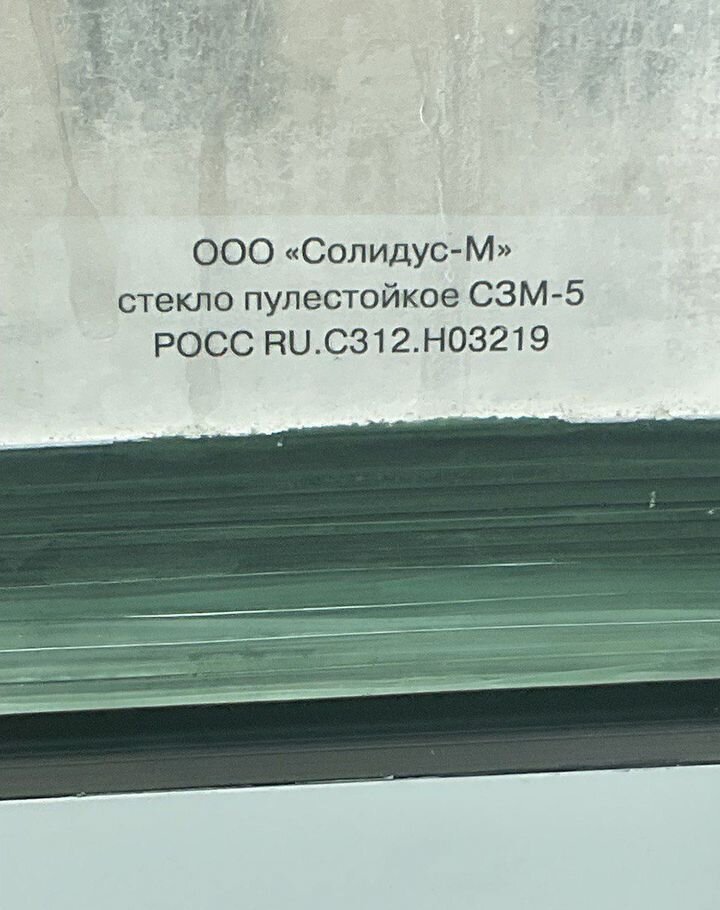 ООО «Солидус-М»
стекло пулестойкое СЗМ-5
РОСС RU.С312.Н03219